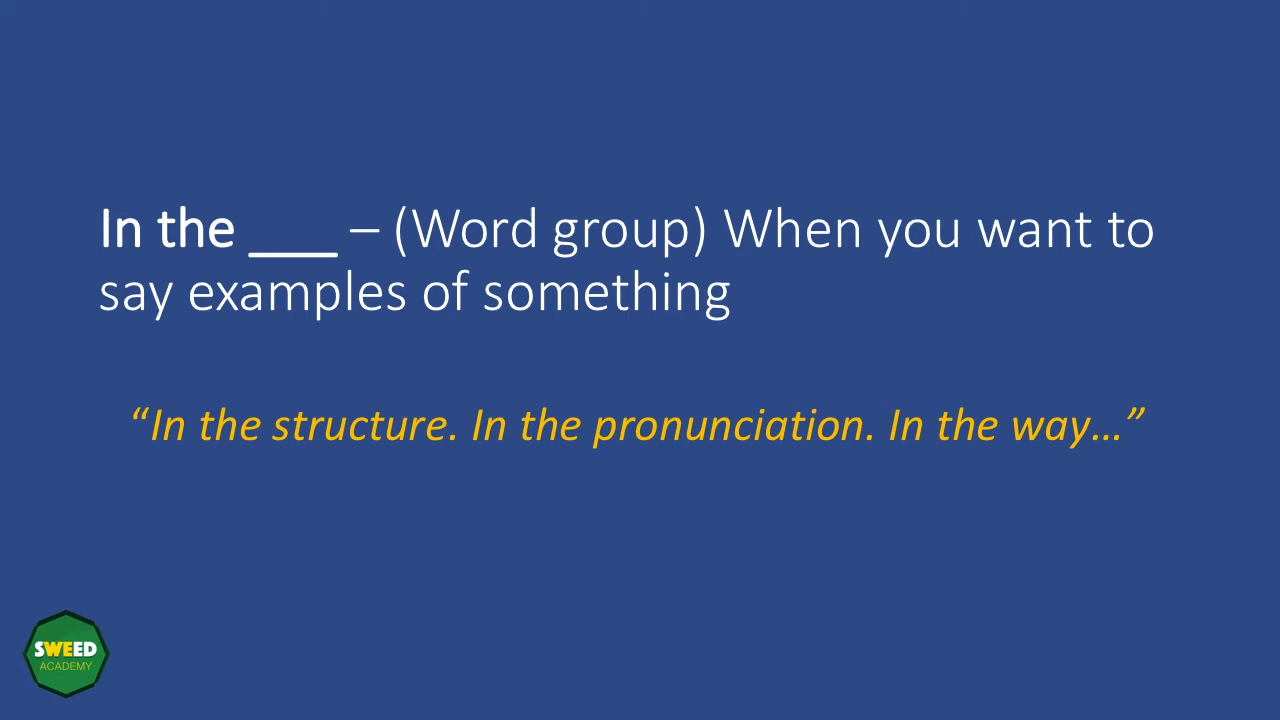 In the ___ – (Word group) When you want to
say examples of something
“In the structure. In the pronunciation. In the way…”
SWEED
ACADEMY